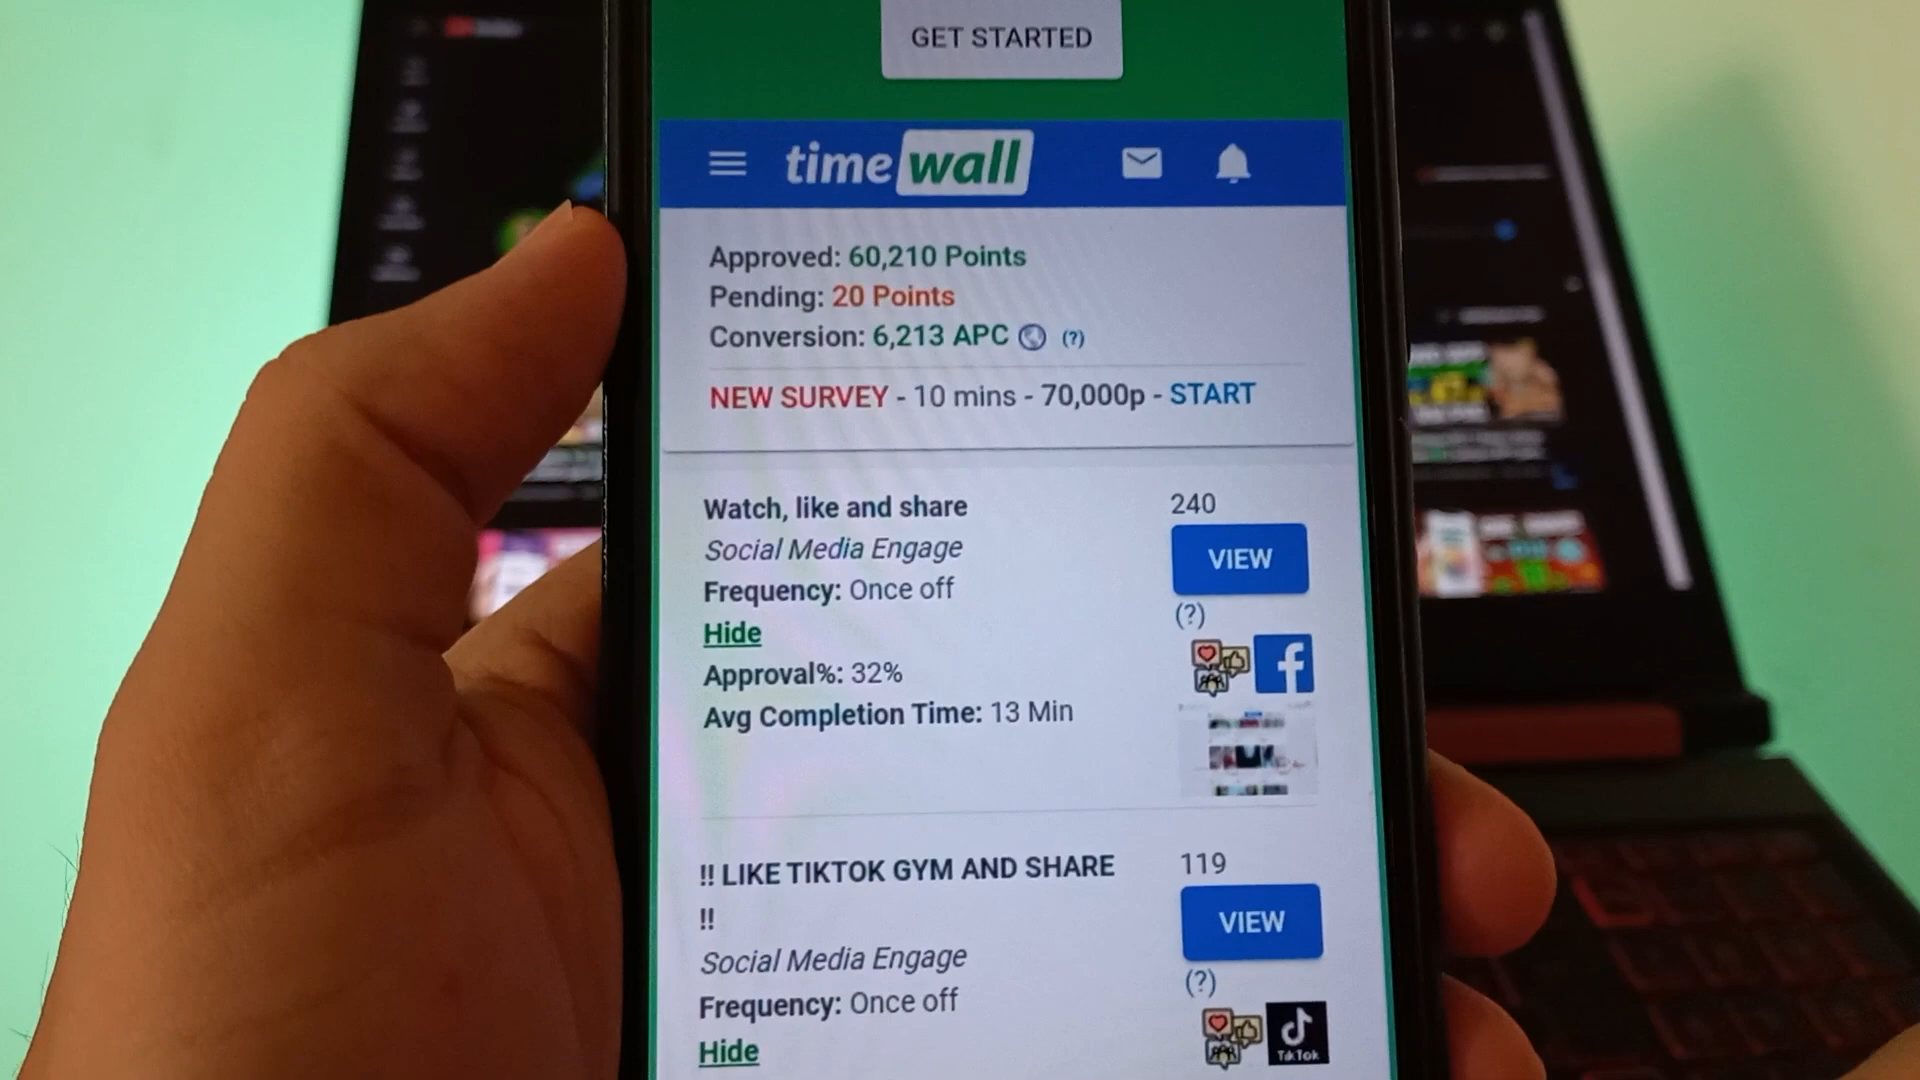 GET STARTED
time wall
Approved: 60,210 Points
Pending: 20 Points
Conversion: 6,213 APC (?)
NEW SURVEY - 10 mins - 70,000p - START
Watch, like and share
240
Social Media Engage
VIEW
Frequency: Once off
(?)
Hide
Approval%: 32%
Avg Completion Time: 13 Min
!! LIKE TIKTOK GYM AND SHARE
!!
119
VIEW
Social Media Engage
(?)
Frequency: Once off
Hide
TikTok